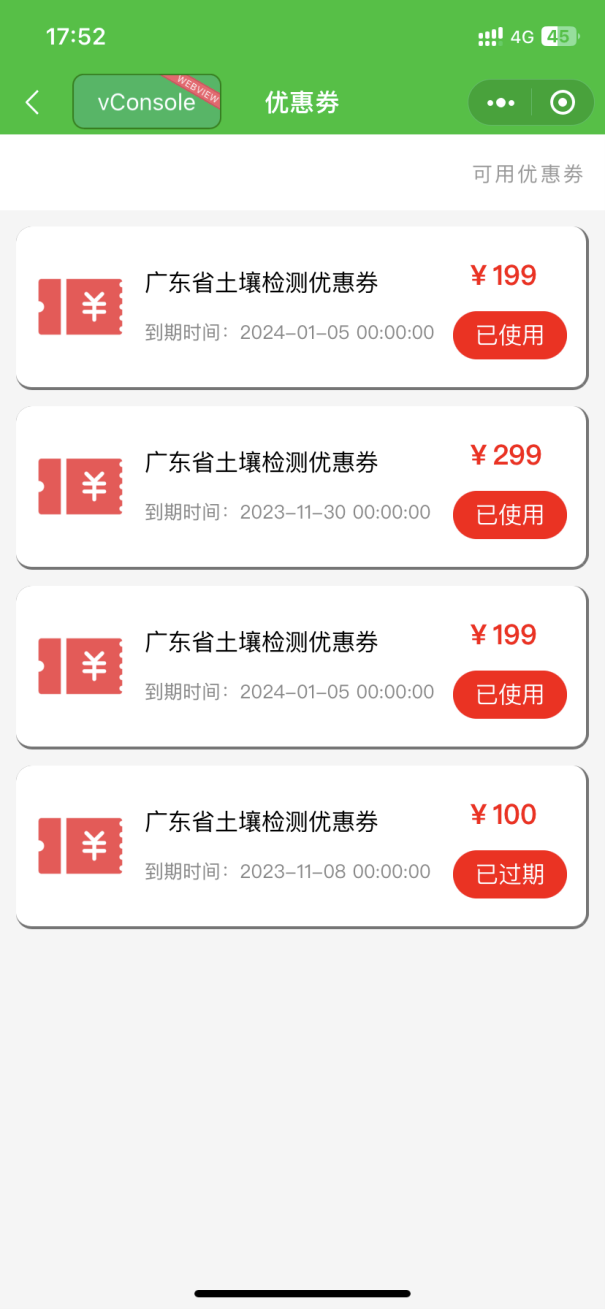 17:52
4G 45
vConsole
WEBVIEW
优惠券
可用优惠券
广东省土壤检测优惠券
¥199
到期时间：2024-01-05 00:00:00
已使用
广东省土壤检测优惠券
¥299
到期时间：2023-11-30 00:00:00
已使用
广东省土壤检测优惠券
¥199
到期时间：2024-01-05 00:00:00
已使用
广东省土壤检测优惠券
¥100
到期时间：2023-11-08 00:00:00
已过期